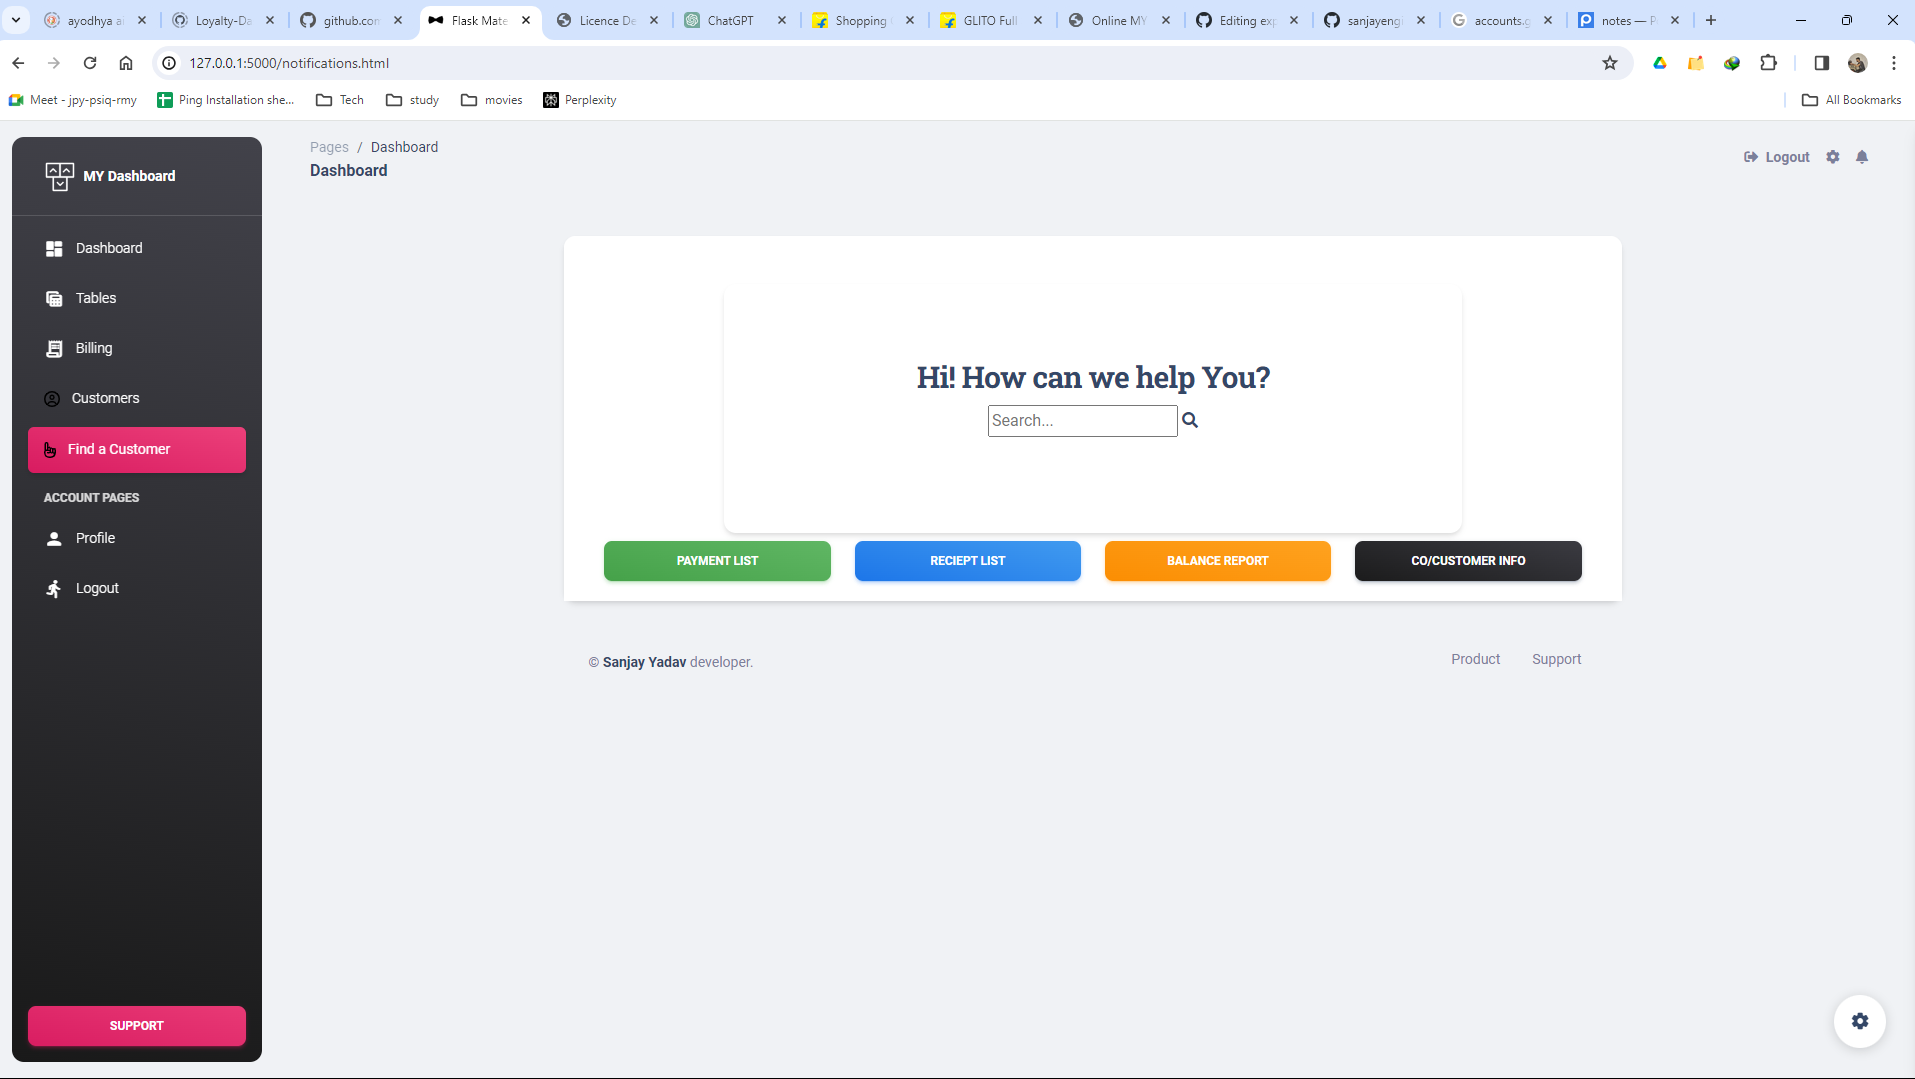 ayodhya ai
Loyalty-Da
github.com
Flask Mate
Licence De
ChatGPT
Shopping
GLITO Full
Online MY
Editing exp
sanjayengi
accounts.g
notes — P
127.0.0.1:5000/notifications.html
Meet - jpy-psiq-rmy
Ping Installation she...
Tech
study
movies
Perplexity
All Bookmarks
MY Dashboard
Dashboard
Tables
Billing
Customers
Find a Customer
ACCOUNT PAGES
Profile
Logout
SUPPORT
Pages / Dashboard
Dashboard
Logout
Hi! How can we help You?
Search...
PAYMENT LIST
RECIEPT LIST
BALANCE REPORT
CO/CUSTOMER INFO
© Sanjay Yadav developer.
Product
Support